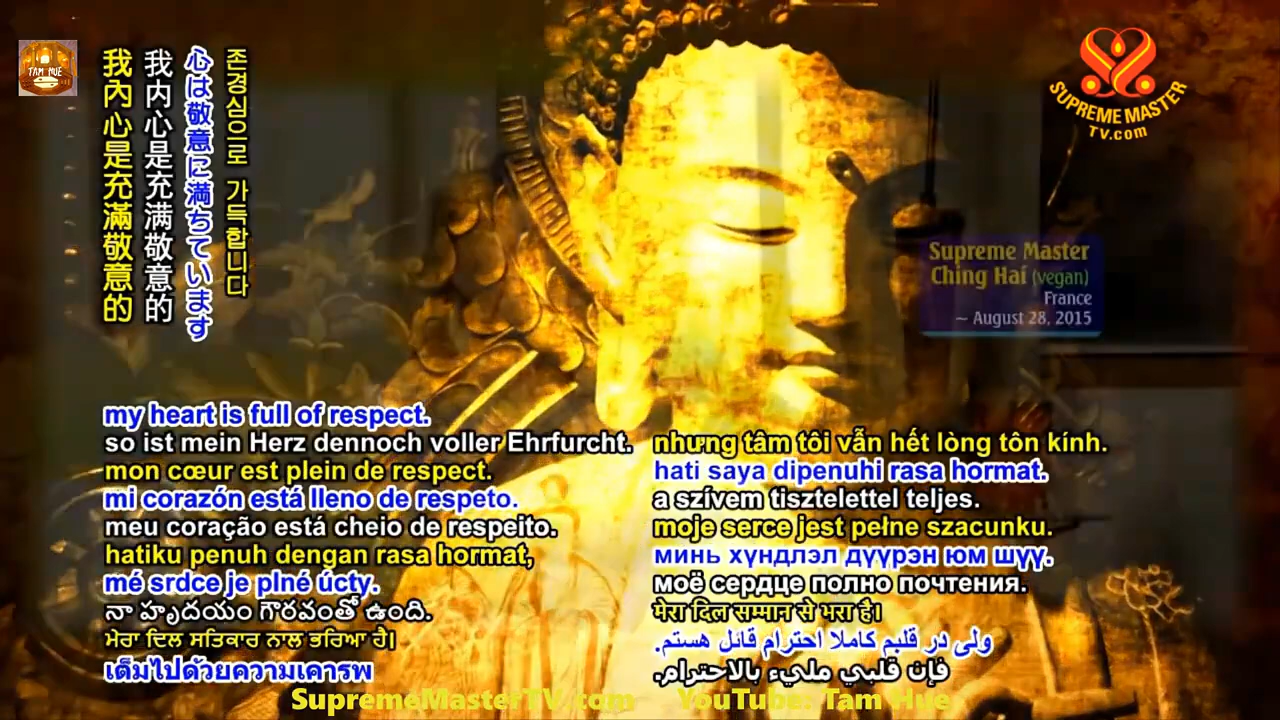 TAM HUE
SUPREME MASTER
TV.com
존경심으로 가득합니다
心は敬意に満ちています
我内心是充满敬意的
我內心是充滿敬意的
Supreme Master
Ching Hai (vegan)
France
~ August 28, 2015
my heart is full of respect.
so ist mein Herz dennoch voller Ehrfurcht.
mon cœur est plein de respect.
mi corazón está lleno de respeto.
meu coração está cheio de respeito.
hatiku penuh dengan rasa hormat,
mé srdce je plné úcty.
నా హృదయం గౌరవంతో ఉంది.
ਮੇਰਾ ਦਿਲ ਸਤਿਕਾਰ ਨਾਲ ਭਰਿਆ ਹੈ।
เต็มไปด้วยความเคารพ
nhưng tâm tôi vẫn hết lòng tôn kính.
hati saya dipenuhi rasa hormat.
a szívem tisztelettel teljes.
moje serce jest pełne szacunku.
минь хүндлэл дүүрэн юм шүү.
моё сердце полно почтения.
मेरा दिल सम्मान से भरा है।
ولی در قلبم کاملا احترام قائل هستم.
فإن قلبي مليء بالاحترام.
SupremeMasterTV.com YouTube: Tam Hue